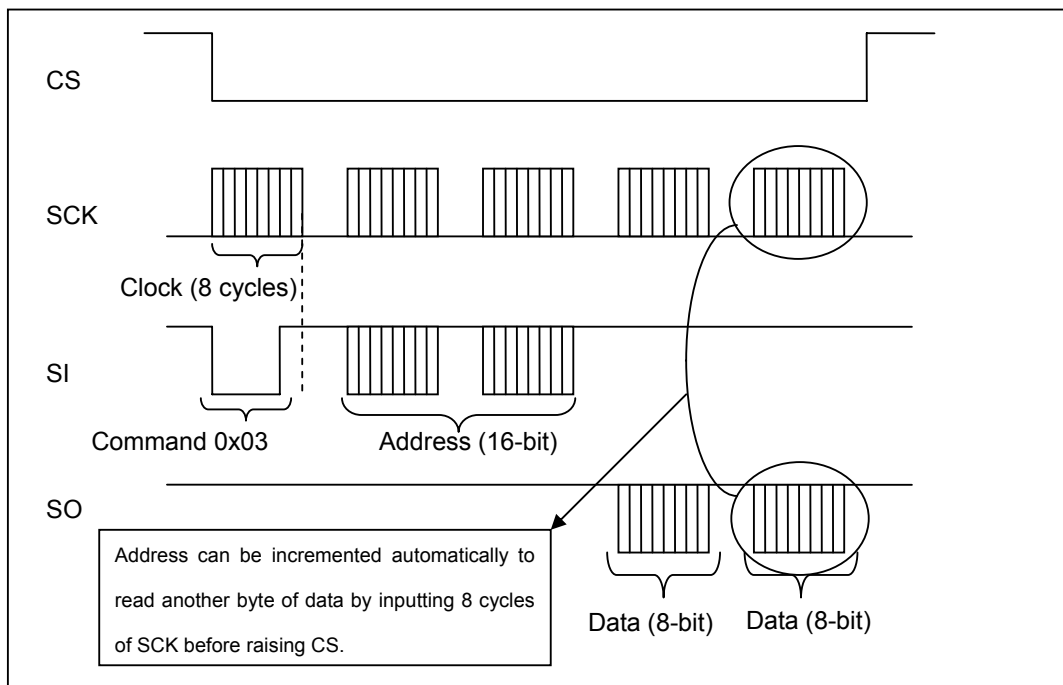 CS
SCK
Clock (8 cycles)
SI
Command 0x03
Address (16-bit)
SO
Address can be incremented automatically to
read another byte of data by inputting 8 cycles
of SCK before raising CS.
Data (8-bit)
Data (8-bit)